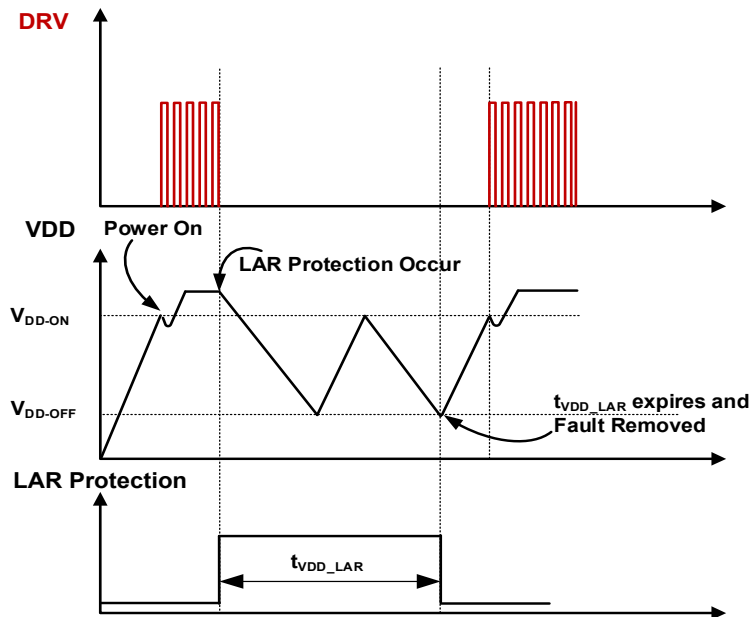 DRV
Power On
VDD
LAR Protection Occur
VDD-ON
VDD-OFF
tVDD_LAR expires and
Fault Removed
LAR Protection
tVDD_LAR